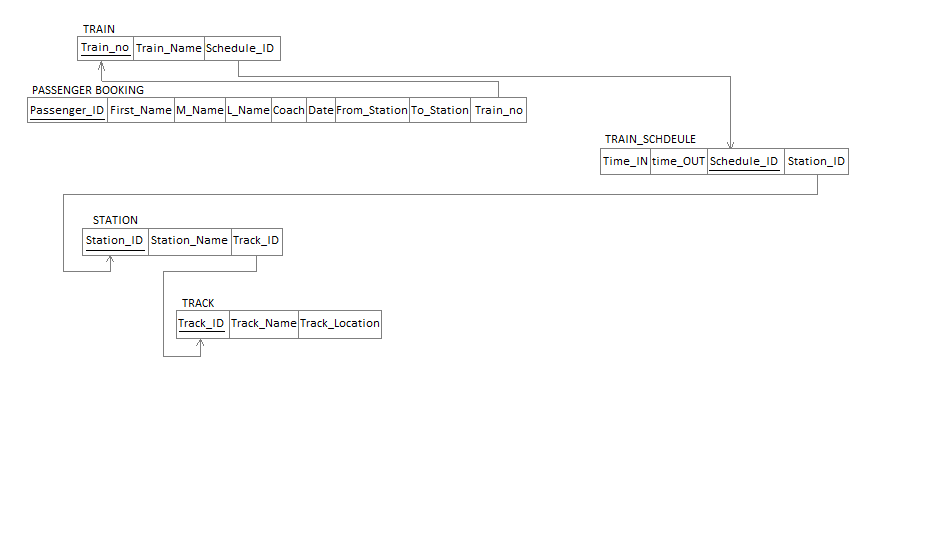 TRAIN
Train_no Train_Name Schedule_ID
PASSENGER BOOKING
Passenger_ID First_Name M_Name L_Name Coach Date From_Station To_Station Train_no
TRAIN_SCHDEULE
Time_IN time_OUT Schedule_ID Station_ID
STATION
Station_ID Station_Name Track_ID
TRACK
Track_ID Track_Name Track_Location